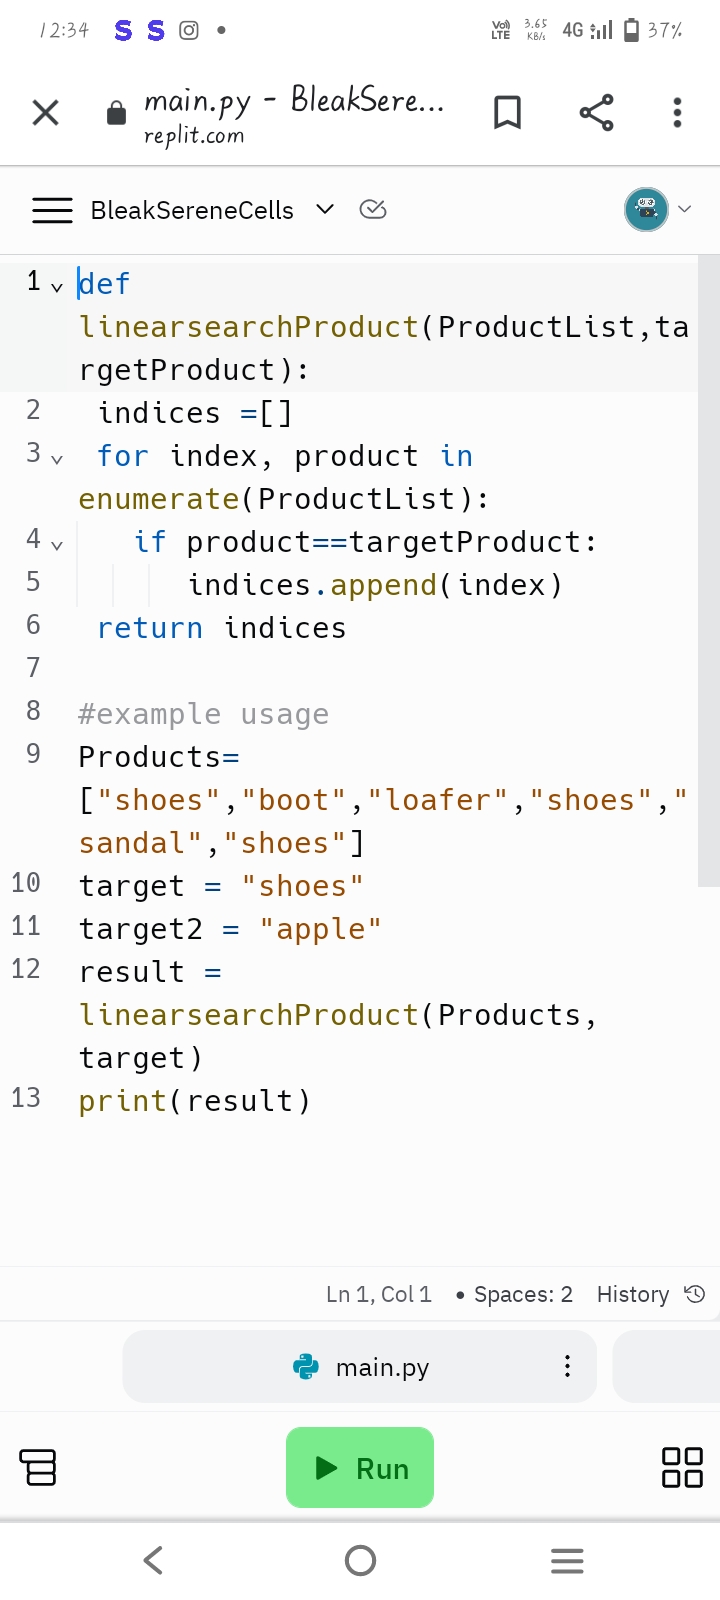 12:34 S S VoD LTE 3.65 KB/s 4G 37%
main.py - BleakSere...
replit.com
BleakSereneCells
1 def
linearsearchProduct(ProductList,ta
rgetProduct):
2 indices =[]
3 for index, product in
enumerate(ProductList):
4 if product==targetProduct:
5 indices.append(index)
6 return indices
7
8 #example usage
9 Products=
["shoes","boot","loafer","shoes","
sandal","shoes"]
10 target = "shoes"
11 target2 = "apple"
12 result =
linearsearchProduct(Products,
target)
13 print(result)
Ln 1, Col 1 • Spaces: 2 History
main.py
Run